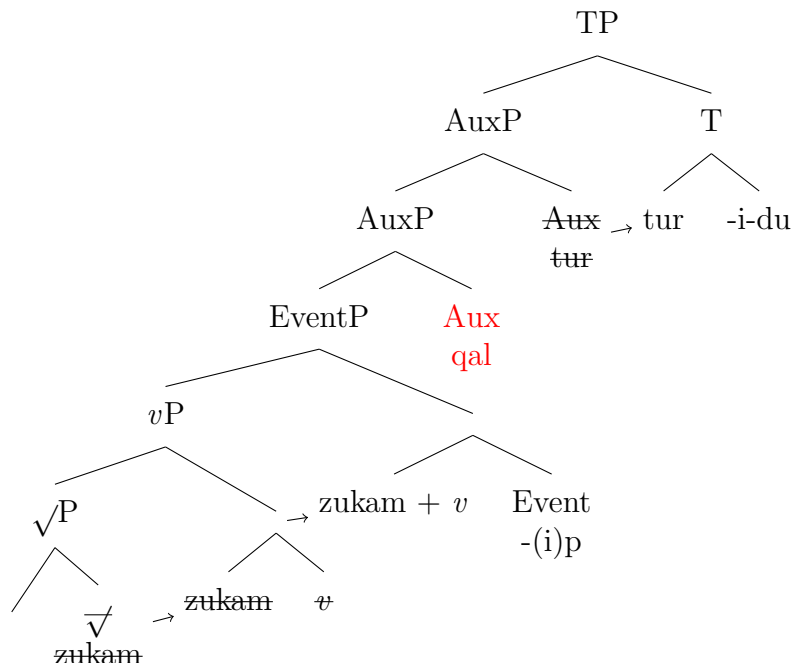 TP
AuxP T
AuxP Aux → tur -i-du
tur
EventP Aux
qal
vP
zukam + v Event
-(i)p
√P →
√ → zukam v
zukam